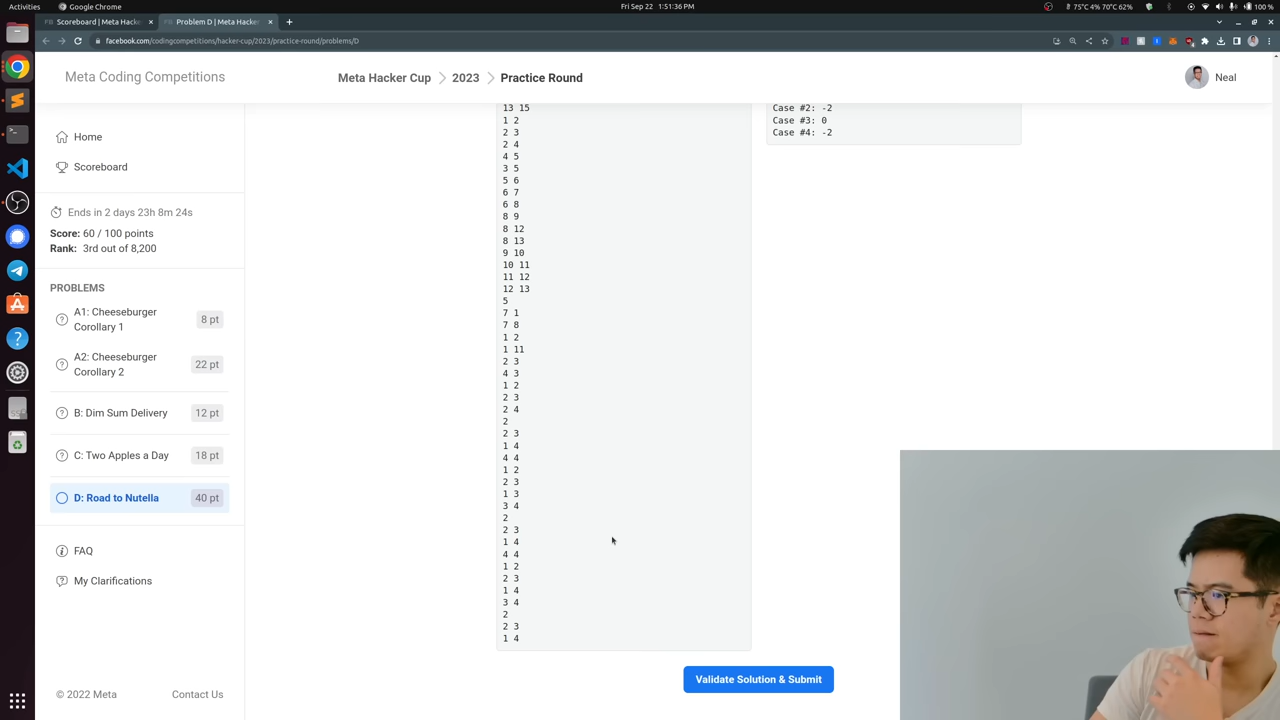 Activities
Google Chrome
Fri Sep 22 1:51:36 PM
75°C 4% 70°C 62%
100 %
Scoreboard | Meta Hacker
Problem D | Meta Hacker
facebook.com/codingcompetitions/hacker-cup/2023/practice-round/problems/D
Meta Coding Competitions
Meta Hacker Cup
2023
Practice Round
Neal
Home
Scoreboard
Ends in 2 days 23h 8m 24s
Score: 60 / 100 points
Rank: 3rd out of 8,200
PROBLEMS
A1: Cheeseburger
Corollary 1
8 pt
A2: Cheeseburger
Corollary 2
22 pt
B: Dim Sum Delivery
12 pt
C: Two Apples a Day
18 pt
D: Road to Nutella
40 pt
FAQ
My Clarifications
© 2022 Meta
Contact Us
13 15
1 2
2 3
2 4
4 5
3 5
5 6
6 7
6 8
8 9
8 12
8 13
9 10
10 11
11 12
12 13
5
7 1
7 8
1 2
1 11
2 3
4 3
1 2
2 3
2 4
2
2 3
1 4
4 4
1 2
2 3
1 3
3 4
2
2 3
1 4
4 4
1 2
2 3
1 4
3 4
2
2 3
1 4
Case #2: -2
Case #3: 0
Case #4: -2
Validate Solution & Submit